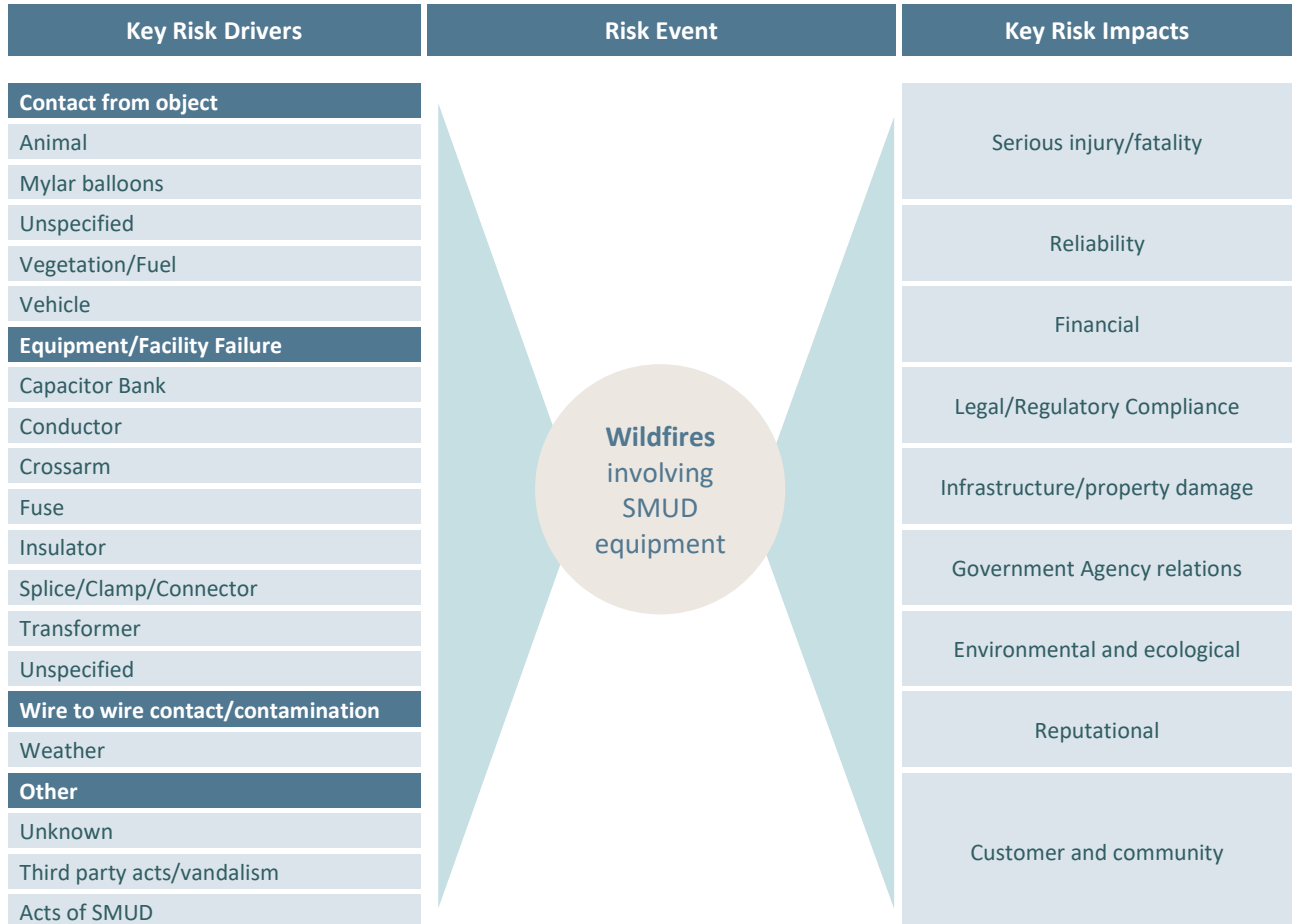 Key Risk Drivers
Risk Event
Key Risk Impacts
Contact from object
Animal
Mylar balloons
Unspecified
Vegetation/Fuel
Vehicle
Equipment/Facility Failure
Capacitor Bank
Conductor
Crossarm
Fuse
Insulator
Splice/Clamp/Connector
Transformer
Unspecified
Wire to wire contact/contamination
Weather
Other
Unknown
Third party acts/vandalism
Acts of SMUD
Wildfires
involving
SMUD
equipment
Serious injury/fatality
Reliability
Financial
Legal/Regulatory Compliance
Infrastructure/property damage
Government Agency relations
Environmental and ecological
Reputational
Customer and community